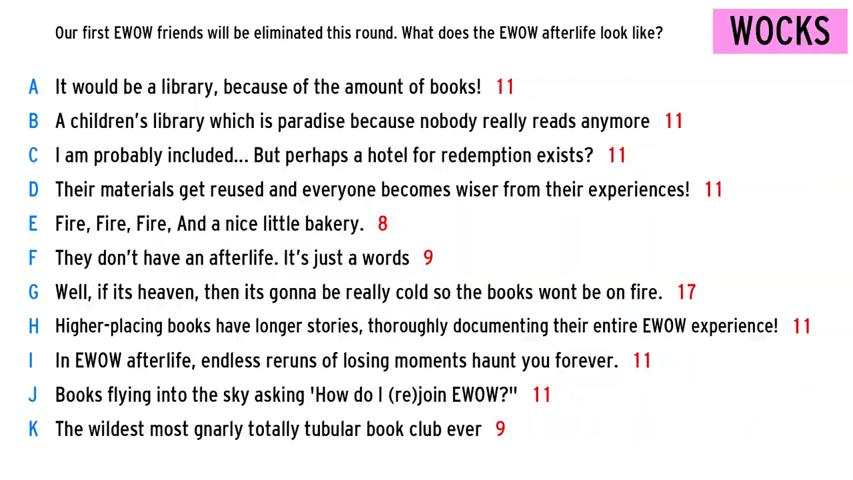 Our first EWOW friends will be eliminated this round. What does the EWOW afterlife look like?
WOCKS
A It would be a library, because of the amount of books! 11
B A children's library which is paradise because nobody really reads anymore 11
C I am probably included... But perhaps a hotel for redemption exists? 11
D Their materials get reused and everyone becomes wiser from their experiences! 11
E Fire, Fire, Fire, And a nice little bakery. 8
F They don't have an afterlife. It's just a words 9
G Well, if its heaven, then its gonna be really cold so the books wont be on fire. 17
H Higher-placing books have longer stories, thoroughly documenting their entire EWOW experience! 11
I In EWOW afterlife, endless reruns of losing moments haunt you forever. 11
J Books flying into the sky asking 'How do I (re)join EWOW?" 11
K The wildest most gnarly totally tubular book club ever 9